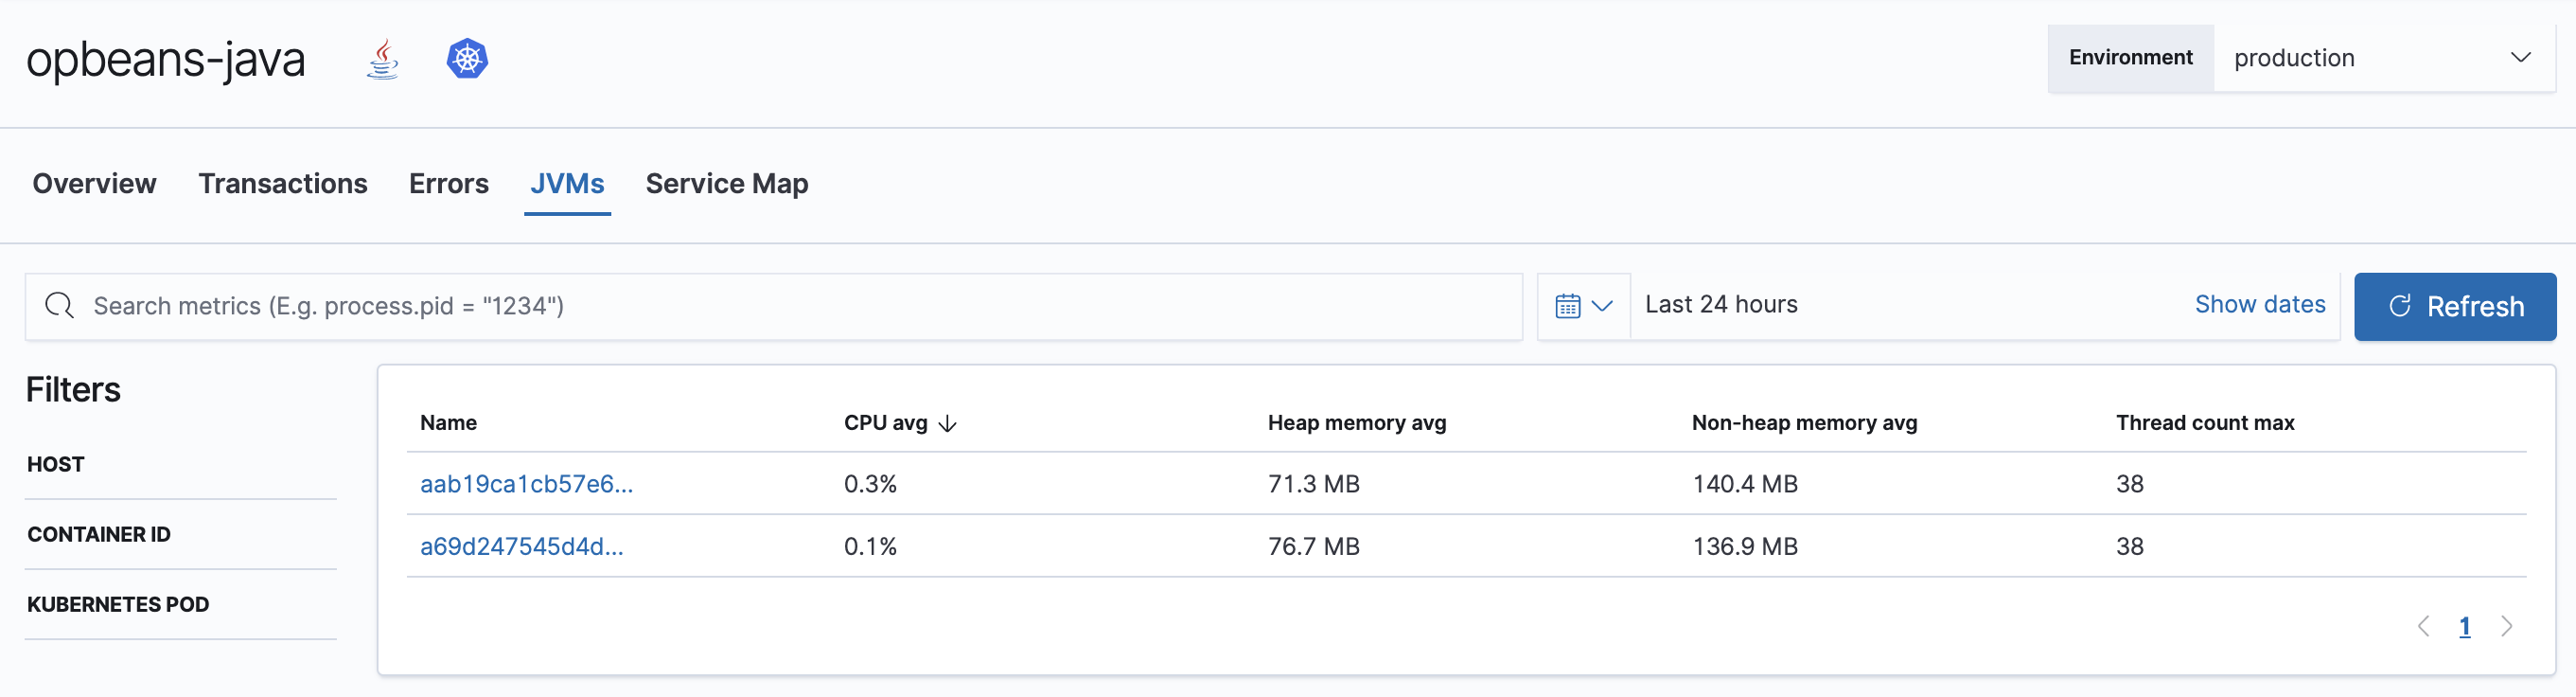 opbeans-java
Environment production
Overview Transactions Errors JVMs Service Map
Search metrics (E.g. process.pid = "1234")
Last 24 hours Show dates Refresh
Filters
HOST
CONTAINER ID
KUBERNETES POD
Name CPU avg Heap memory avg Non-heap memory avg Thread count max
aab19ca1cb57e6... 0.3% 71.3 MB 140.4 MB 38
a69d247545d4d... 0.1% 76.7 MB 136.9 MB 38
1